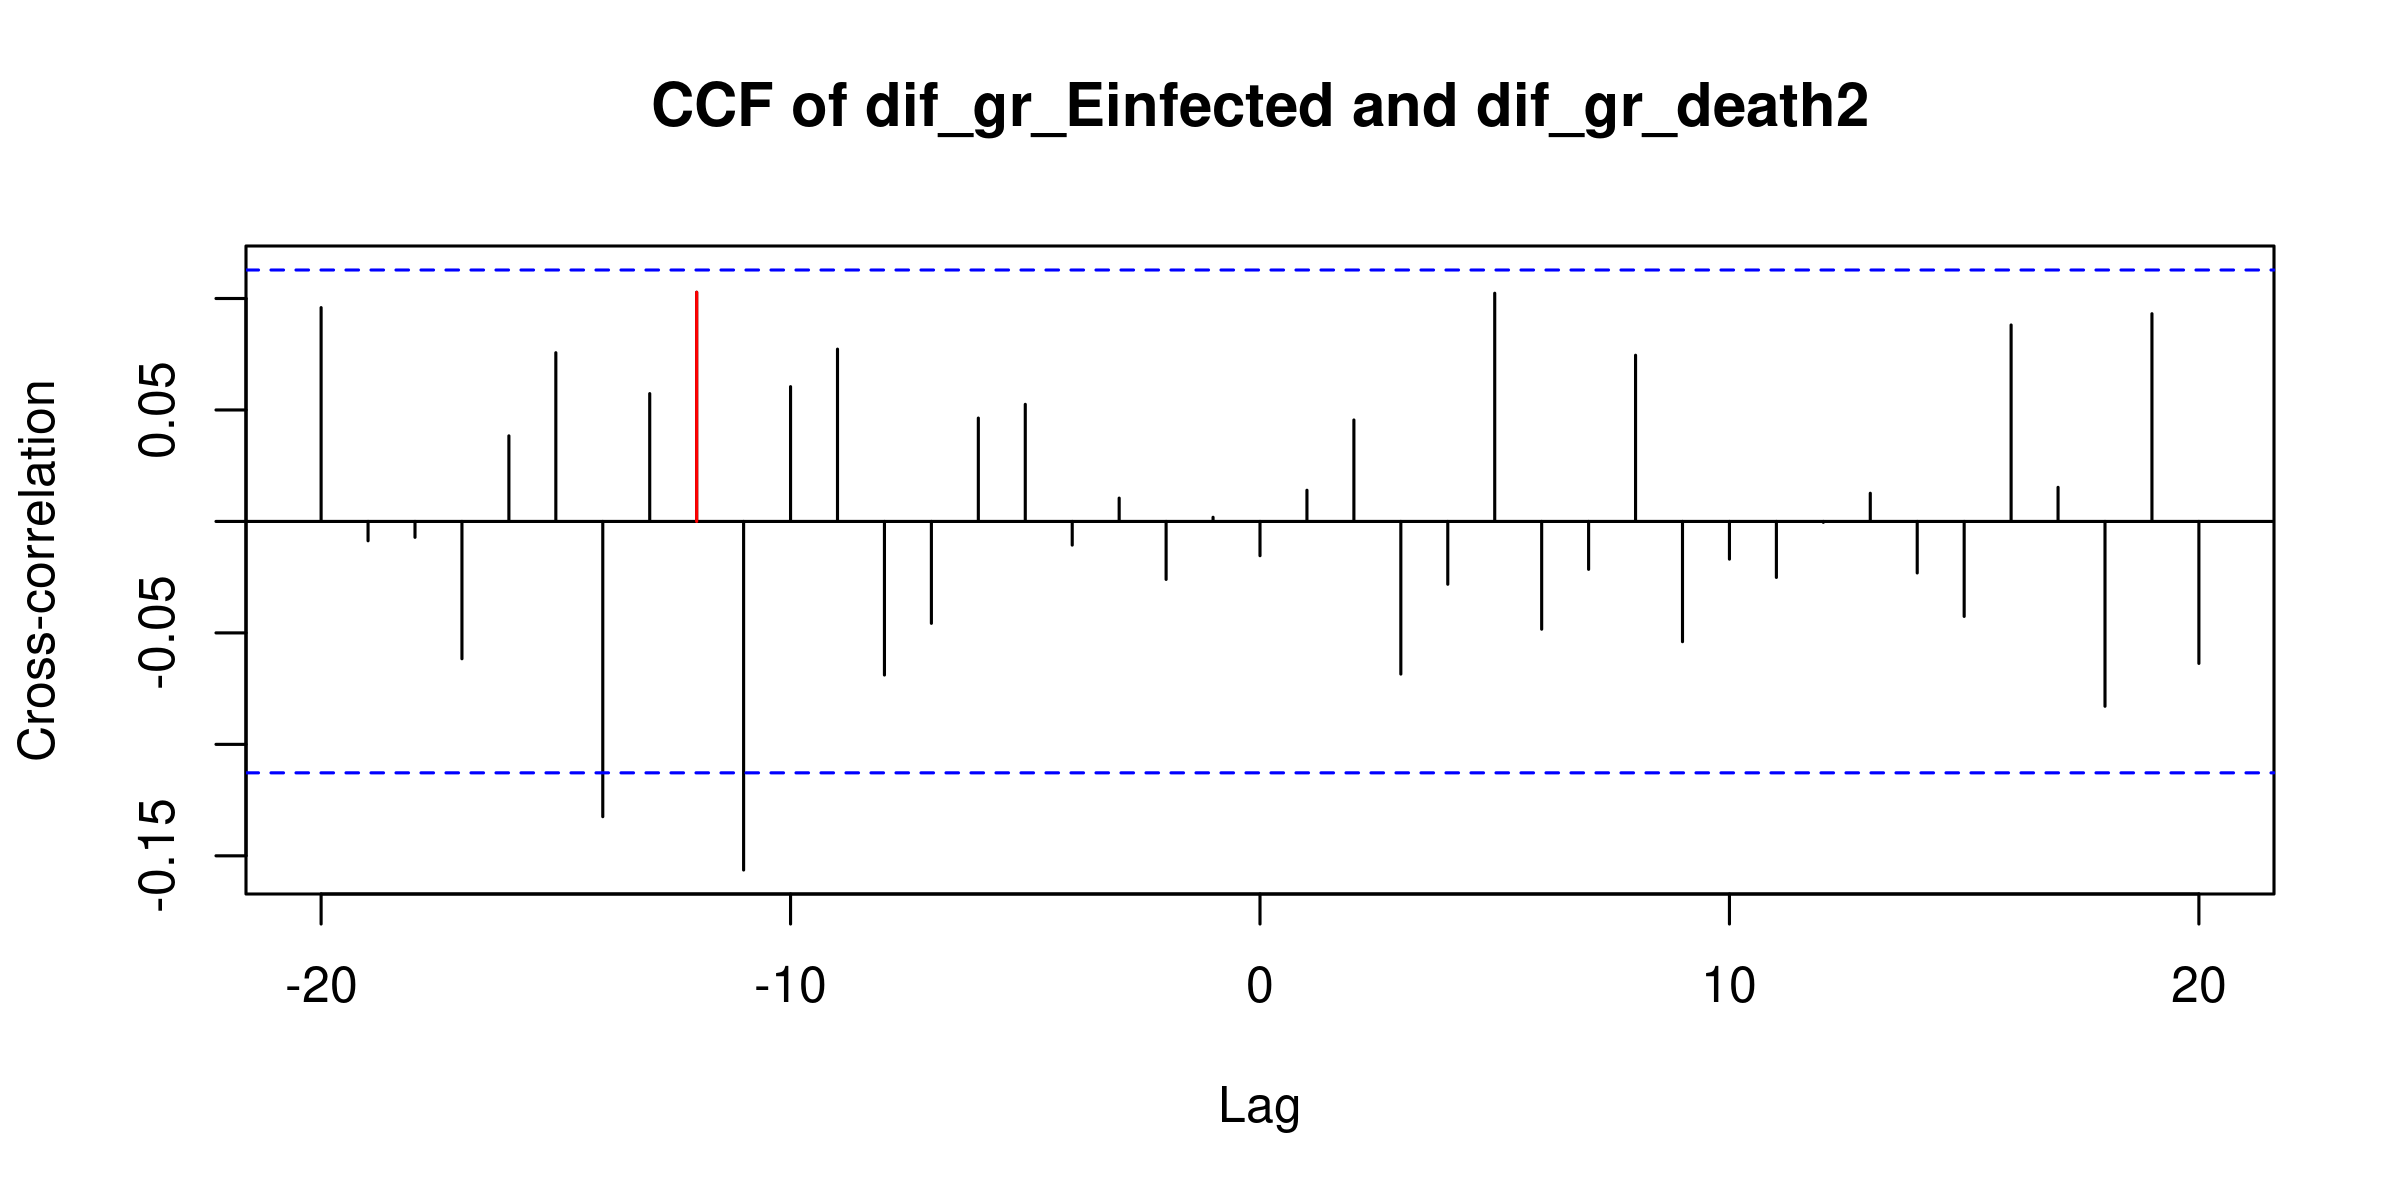 CCF of dif_gr_Einfected and dif_gr_death2
Cross-correlation
0.05
-0.05
-0.15
-20 -10 0 10 20
Lag